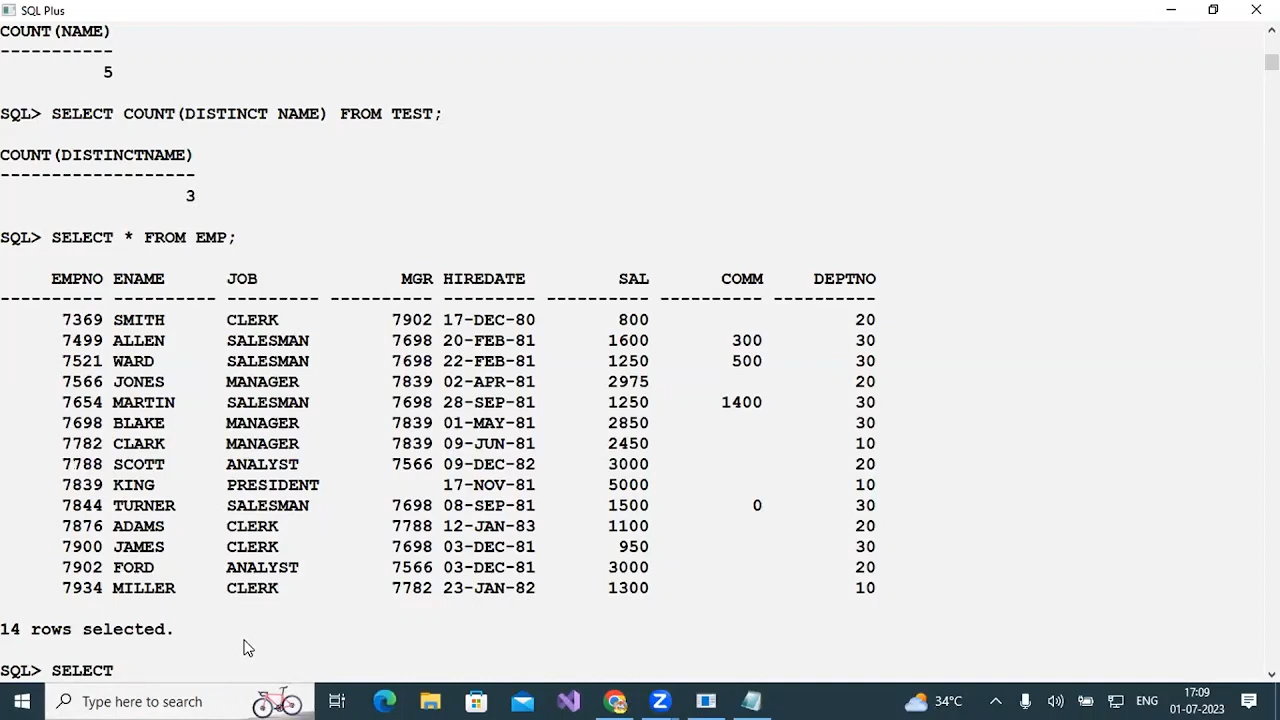 SQL Plus
COUNT(NAME)
-----------
          5
SQL> SELECT COUNT(DISTINCT NAME) FROM TEST;
COUNT(DISTINCTNAME)
-------------------
                  3
SQL> SELECT * FROM EMP;
     EMPNO ENAME      JOB              MGR HIREDATE         SAL       COMM     DEPTNO
---------- ---------- --------- ---------- --------- ---------- ---------- ----------
      7369 SMITH      CLERK           7902 17-DEC-80        800                    20
      7499 ALLEN      SALESMAN        7698 20-FEB-81       1600        300         30
      7521 WARD       SALESMAN        7698 22-FEB-81       1250        500         30
      7566 JONES      MANAGER         7839 02-APR-81       2975                    20
      7654 MARTIN     SALESMAN        7698 28-SEP-81       1250       1400         30
      7698 BLAKE      MANAGER         7839 01-MAY-81       2850                    30
      7782 CLARK      MANAGER         7839 09-JUN-81       2450                    10
      7788 SCOTT      ANALYST         7566 09-DEC-82       3000                    20
      7839 KING       PRESIDENT            17-NOV-81       5000                    10
      7844 TURNER     SALESMAN        7698 08-SEP-81       1500          0         30
      7876 ADAMS      CLERK           7788 12-JAN-83       1100                    20
      7900 JAMES      CLERK           7698 03-DEC-81        950                    30
      7902 FORD       ANALYST         7566 03-DEC-81       3000                    20
      7934 MILLER     CLERK           7782 23-JAN-82       1300                    10
14 rows selected.
SQL> SELECT
Type here to search
34°C
ENG
17:09
01-07-2023